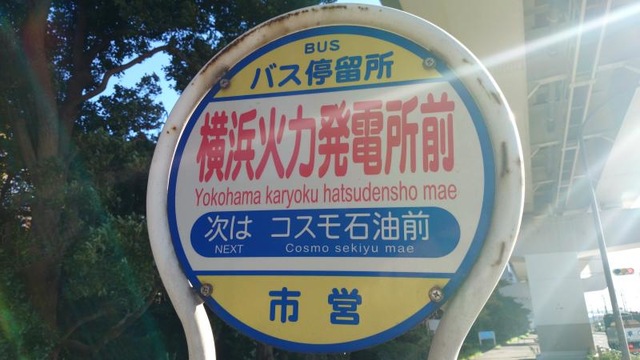 BUS
バス停留所
横浜火力発電所前
Yokohama karyoku hatsudensho mae
次は コスモ石油前
NEXT Cosmo sekiyu mae
市営